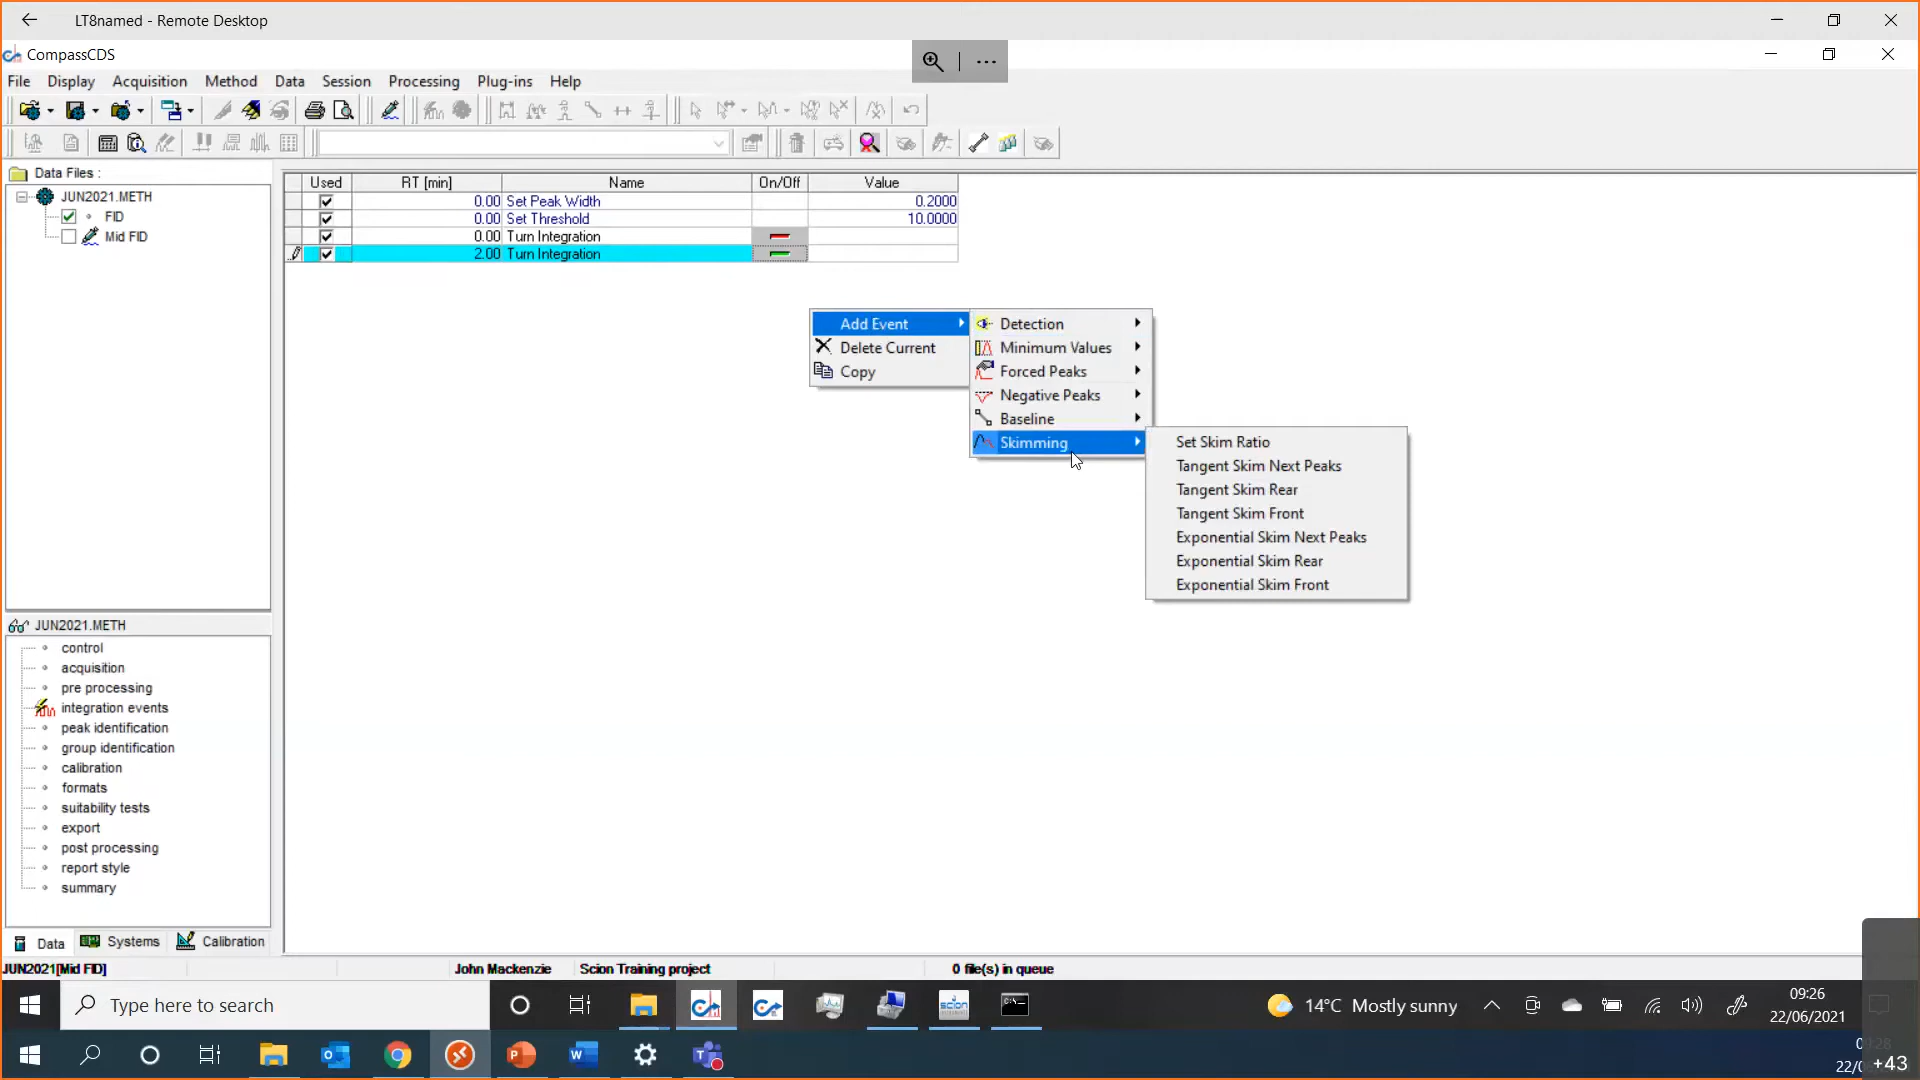 LT8named - Remote Desktop
CompassCDS
File Display Acquisition Method Data Session Processing Plug-ins Help
Data Files :
JUN2021.METH
FID
Mid FID
Used RT [min] Name On/Off Value
0.00 Set Peak Width 0.2000
0.00 Set Threshold 10.0000
0.00 Turn Integration
2.00 Turn Integration
Add Event
Delete Current
Copy
Detection
Minimum Values
Forced Peaks
Negative Peaks
Baseline
Skimming
Set Skim Ratio
Tangent Skim Next Peaks
Tangent Skim Rear
Tangent Skim Front
Exponential Skim Next Peaks
Exponential Skim Rear
Exponential Skim Front
JUN2021.METH
control
acquisition
pre processing
integration events
peak identification
group identification
calibration
formats
suitability tests
export
post processing
report style
summary
Data Systems Calibration
JUN2021[Mid FID] John Mackenzie Scion Training project 0 file(s) in queue
Type here to search
scion
14°C Mostly sunny
09:26
22/06/2021
09:28
22/0
+43